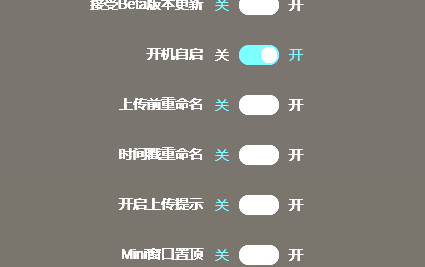 接受Beta版本更新 关 开
开机自启 关 开
上传前重命名 关 开
时间戳重命名 关 开
开启上传提示 关 开
Mini窗口置顶 关 开